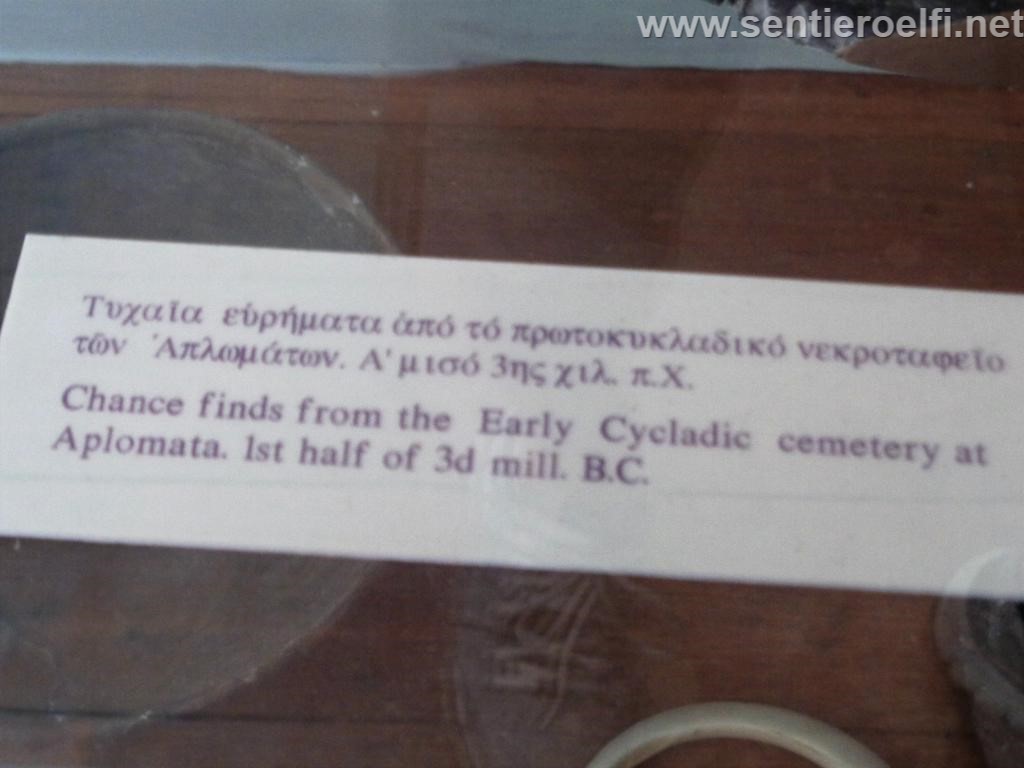 www.sentieroelfi.net
Τυχαῖα εὑρήματα ἀπό τό πρωτοκυκλαδικό νεκροταφεῖο
τῶν Ἀπλωμάτων. Α' μισό 3ης χιλ. π.Χ.
Chance finds from the Early Cycladic cemetery at
Aplomata. 1st half of 3d mill. B.C.